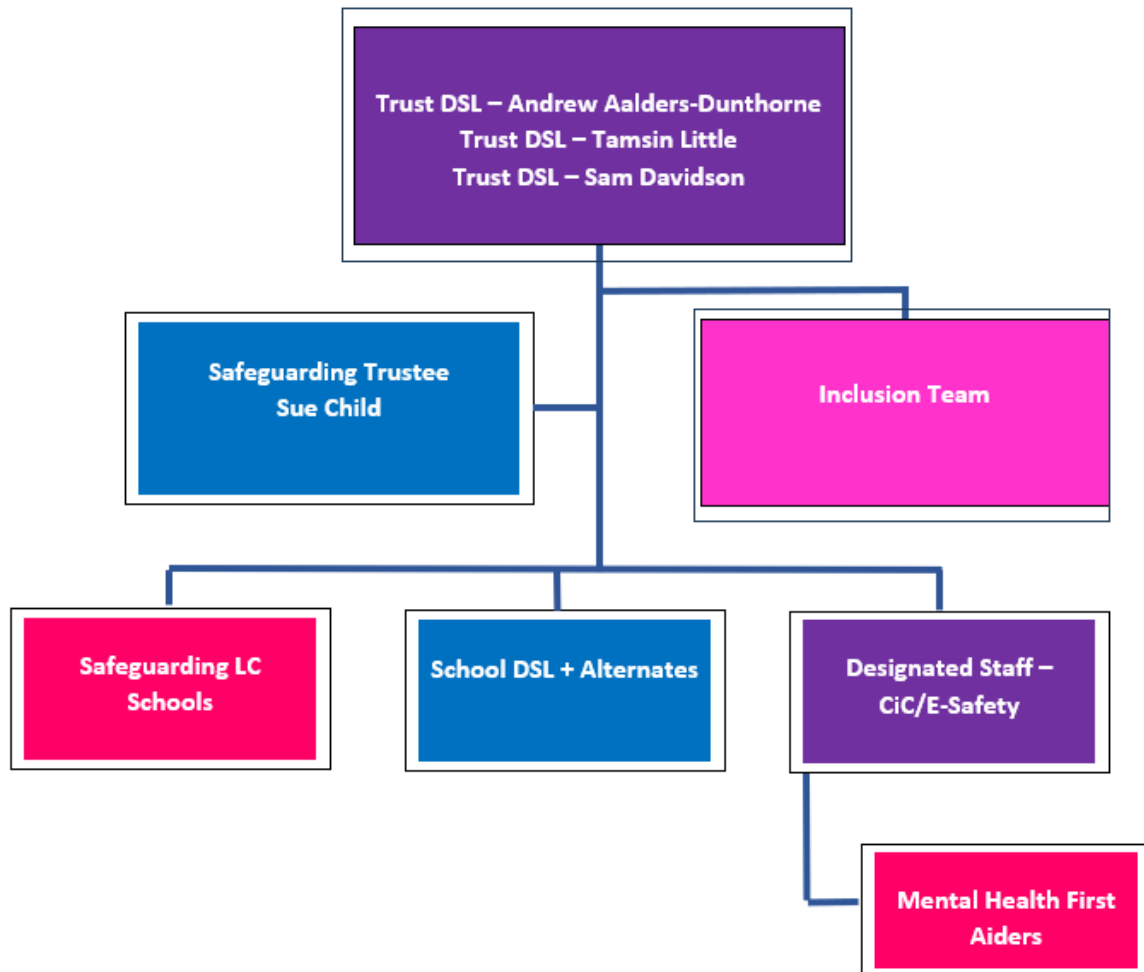 Trust DSL – Andrew Aalders-Dunthorne
Trust DSL – Tamsin Little
Trust DSL – Sam Davidson
Safeguarding Trustee
Sue Child
Inclusion Team
Safeguarding LC
Schools
School DSL + Alternates
Designated Staff –
CiC/E-Safety
Mental Health First
Aiders